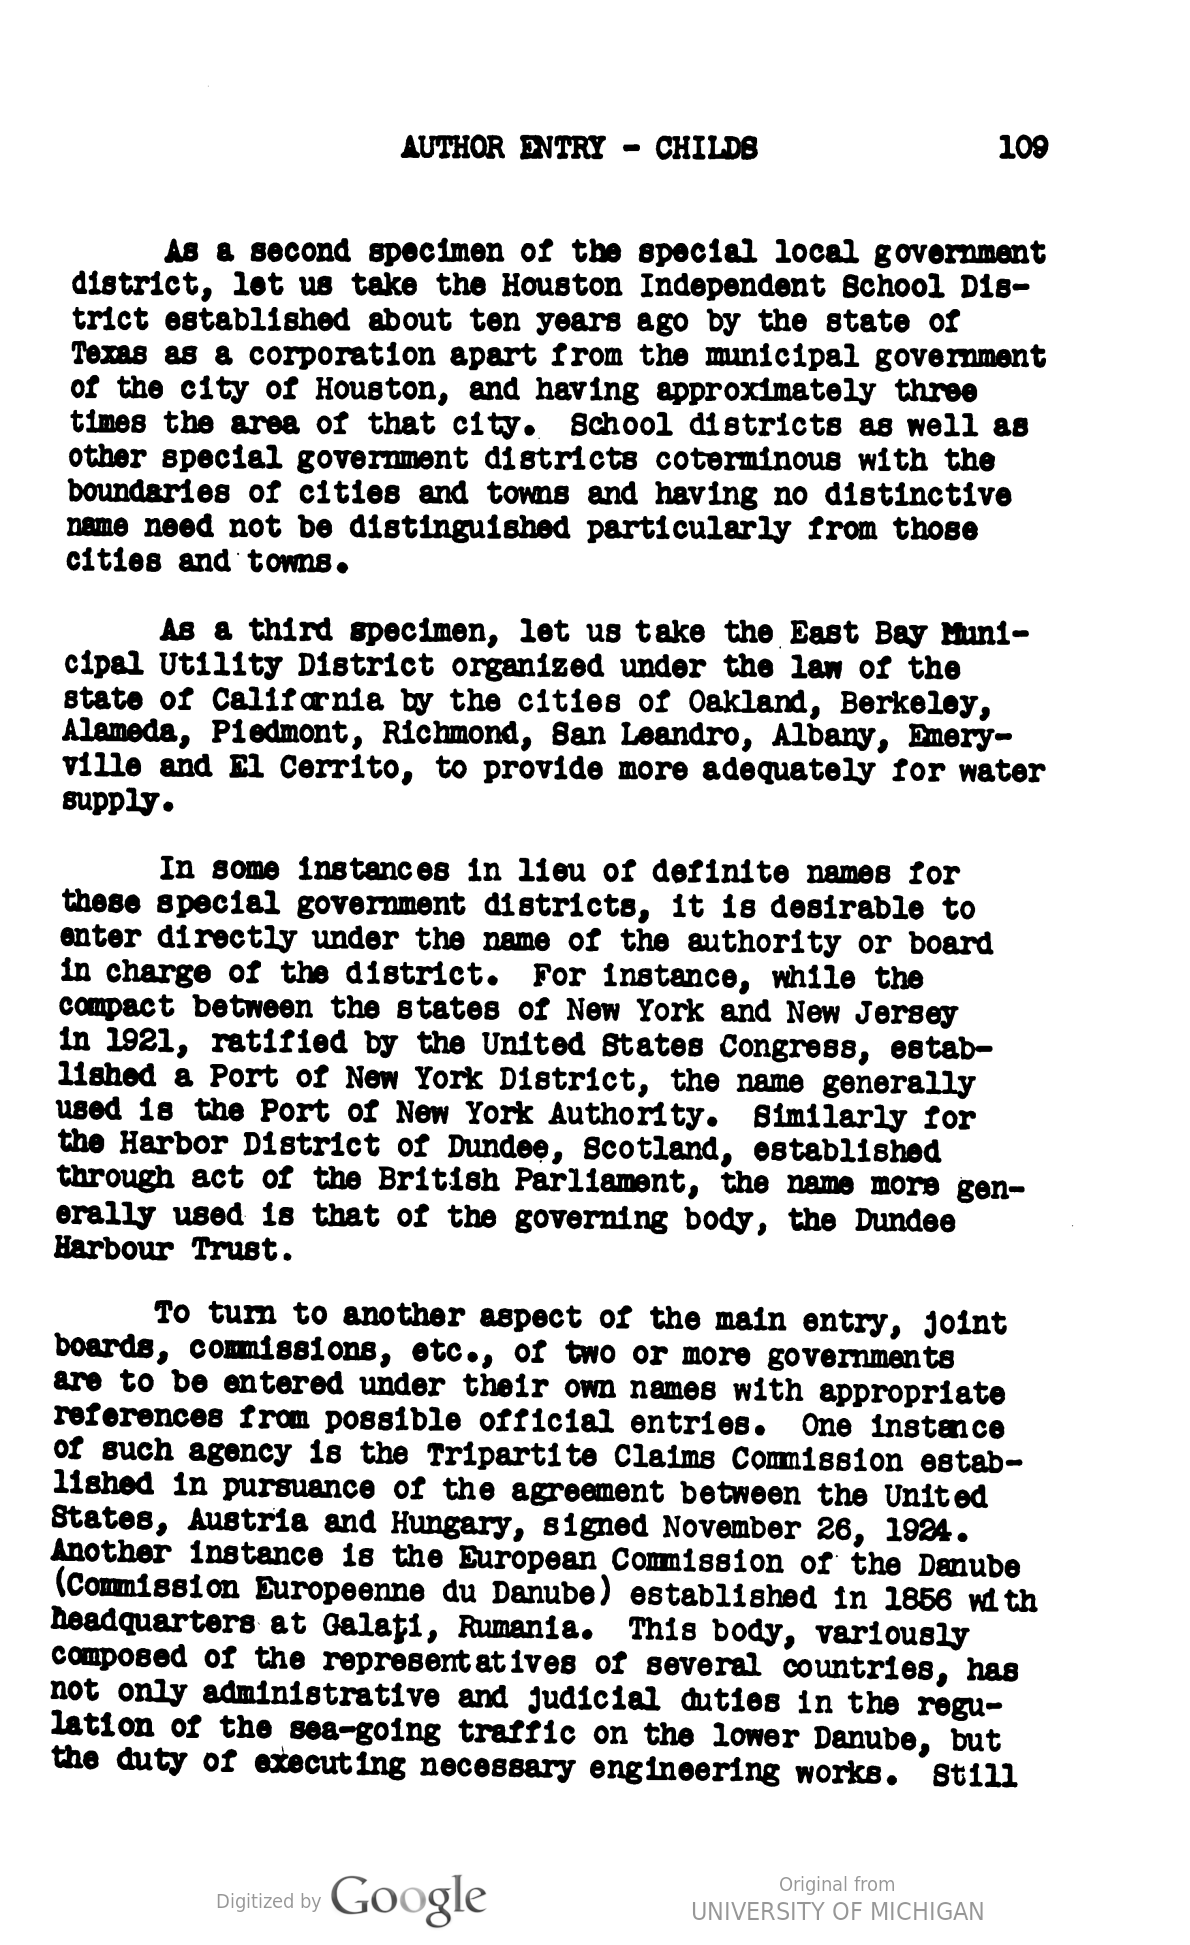 AUTHOR ENTRY - CHILDS 109
As a second specimen of the special local government
district, let us take the Houston Independent School Dis-
trict established about ten years ago by the state of
Texas as a corporation apart from the municipal government
of the city of Houston, and having approximately three
times the area of that city. School districts as well as
other special government districts coterminous with the
boundaries of cities and towns and having no distinctive
name need not be distinguished particularly from those
cities and towns.
As a third specimen, let us take the East Bay Muni-
cipal Utility District organized under the law of the
state of California by the cities of Oakland, Berkeley,
Alameda, Piedmont, Richmond, San Leandro, Albany, Emery-
ville and El Cerrito, to provide more adequately for water
supply.
In some instances in lieu of definite names for
these special government districts, it is desirable to
enter directly under the name of the authority or board
in charge of the district. For instance, while the
compact between the states of New York and New Jersey
in 1921, ratified by the United States Congress, estab-
lished a Port of New York District, the name generally
used is the Port of New York Authority. Similarly for
the Harbor District of Dundee, Scotland, established
through act of the British Parliament, the name more gen-
erally used is that of the governing body, the Dundee
Harbour Trust.
To turn to another aspect of the main entry, joint
boards, commissions, etc., of two or more governments
are to be entered under their own names with appropriate
references from possible official entries. One instance
of such agency is the Tripartite Claims Commission estab-
lished in pursuance of the agreement between the United
States, Austria and Hungary, signed November 26, 1924.
Another instance is the European Commission of the Danube
(Commission Europeenne du Danube) established in 1856 with
headquarters at Galaţi, Rumania. This body, variously
composed of the representatives of several countries, has
not only administrative and judicial duties in the regu-
lation of the sea-going traffic on the lower Danube, but
the duty of executing necessary engineering works. Still
Digitized by Google
Original from
UNIVERSITY OF MICHIGAN